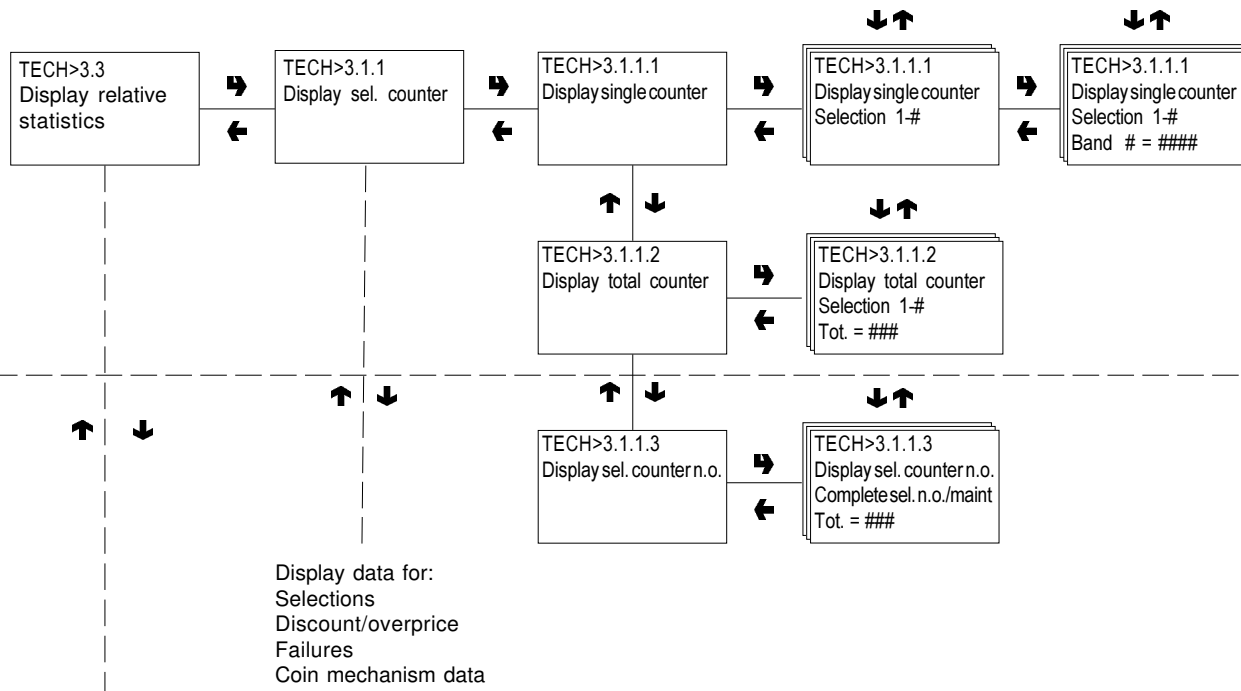 TECH>3.3
Display relative
statistics
TECH>3.1.1
Display sel. counter
TECH>3.1.1.1
Display single counter
TECH>3.1.1.1
Display single counter
Selection 1-#
TECH>3.1.1.1
Display single counter
Selection 1-#
Band # = ####
TECH>3.1.1.2
Display total counter
TECH>3.1.1.2
Display total counter
Selection 1-#
Tot. = ###
TECH>3.1.1.3
Display sel. counter n.o.
TECH>3.1.1.3
Display sel. counter n.o.
Complete sel. n.o./maint
Tot. = ###
Display data for:
Selections
Discount/overprice
Failures
Coin mechanism data